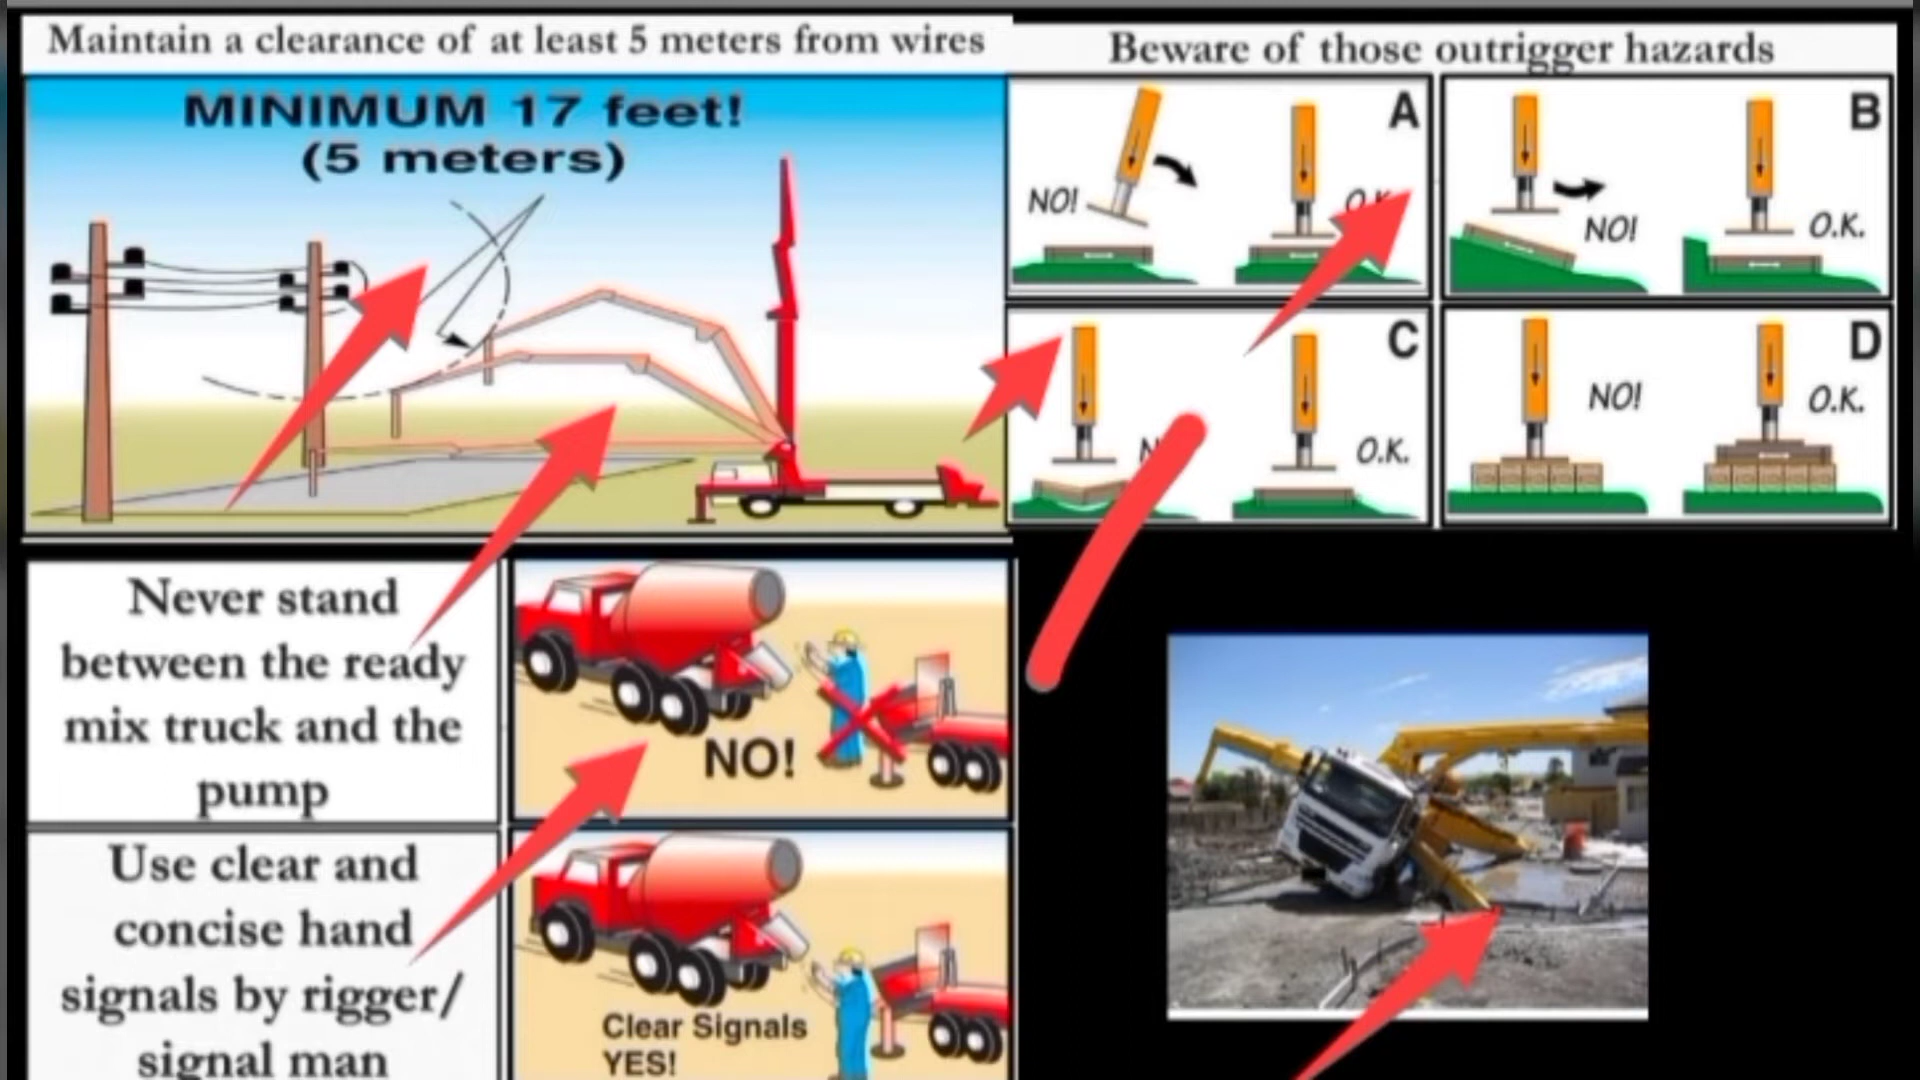 Maintain a clearance of at least 5 meters from wires
MINIMUM 17 feet!
(5 meters)
Beware of those outrigger hazards
A
NO!
B
NO!
O.K.
C
O.K.
D
NO!
O.K.
Never stand
between the ready
mix truck and the
pump
NO!
Use clear and
concise hand
signals by rigger/
signal man
Clear Signals
YES!